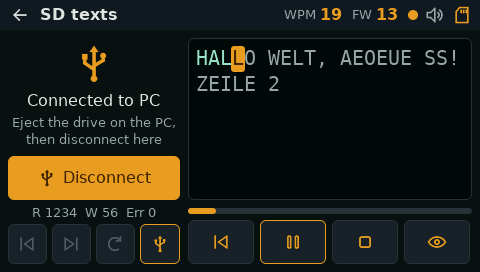 SD texts
WPM 19 FW 13
Connected to PC
Eject the drive on the PC,
then disconnect here
Disconnect
R 1234 W 56 Err 0
HALLO WELT, AEOEUE SS!
ZEILE 2